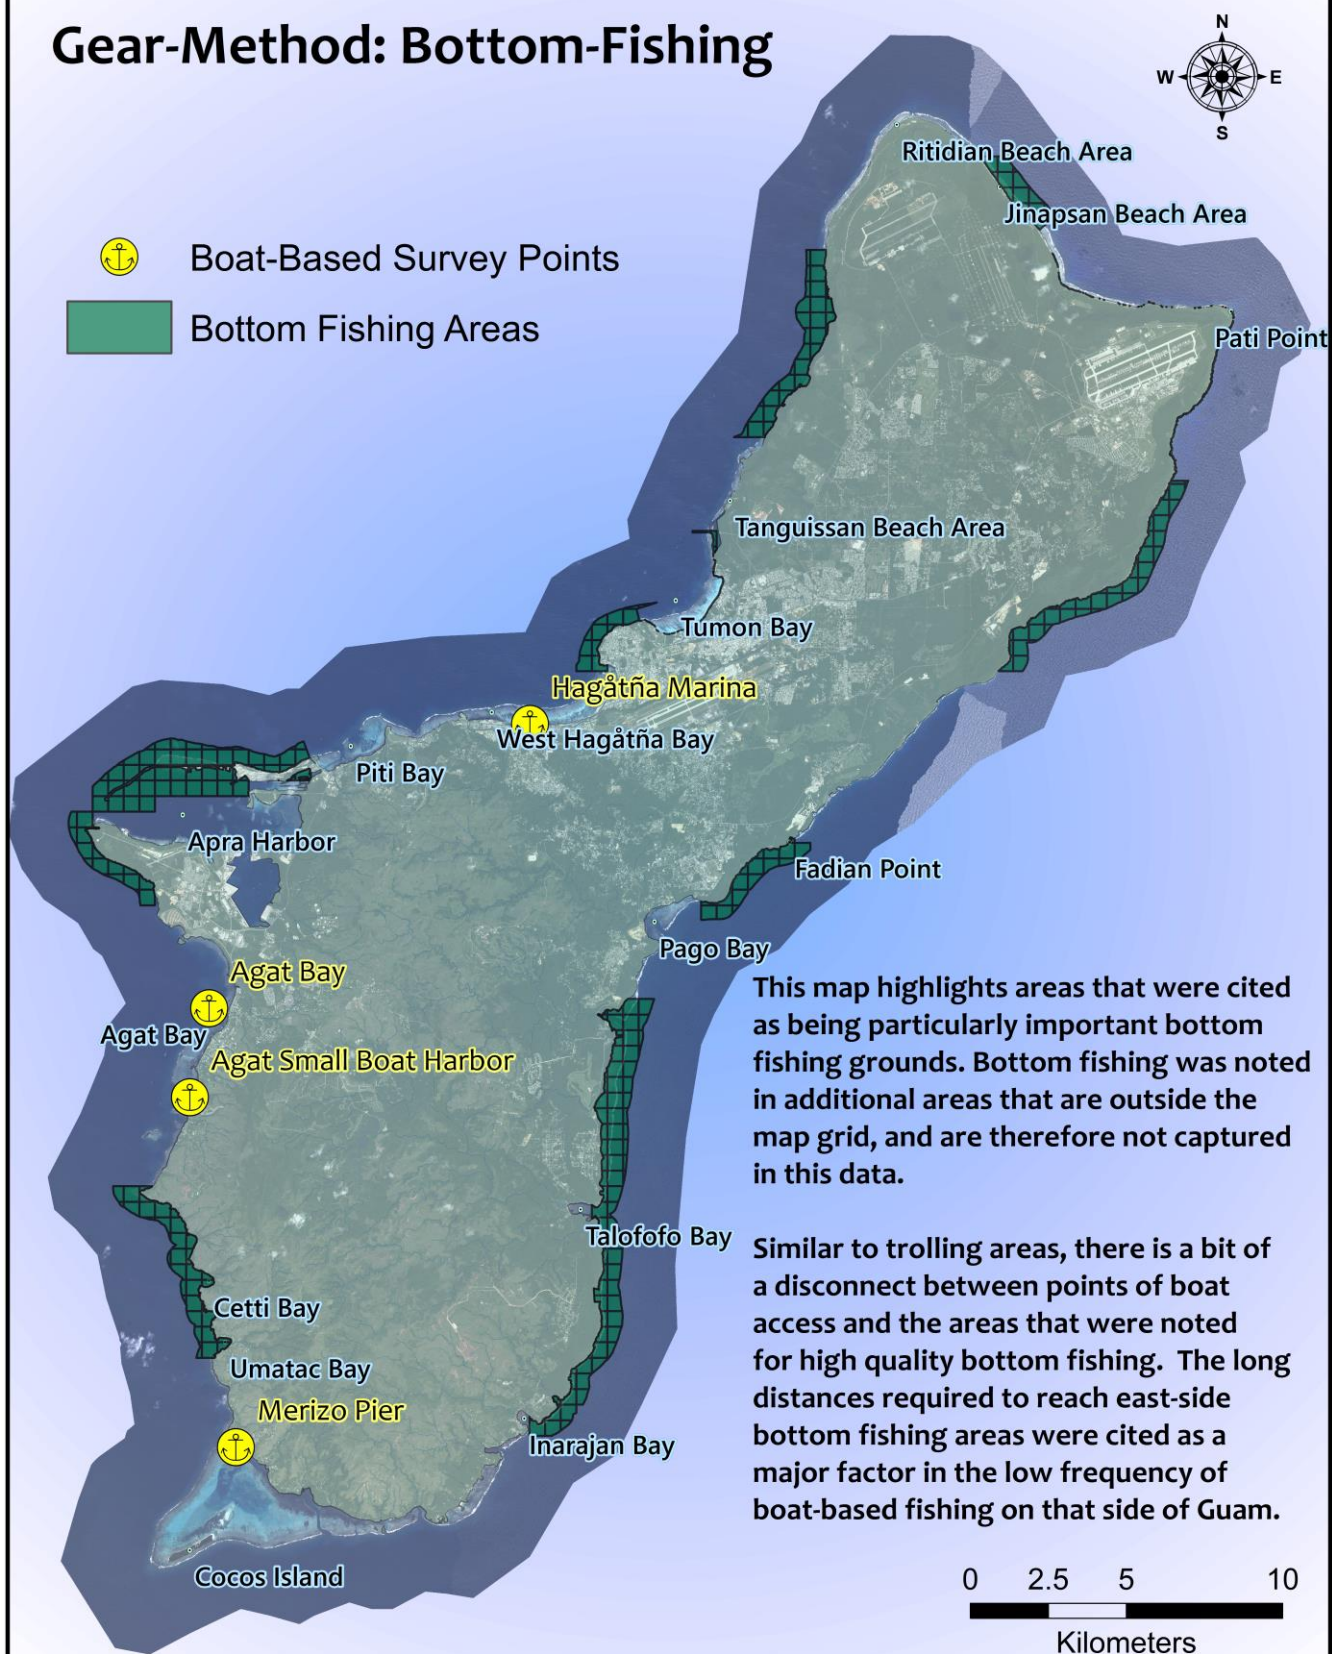 Gear-Method: Bottom-Fishing
N
W
E
S
Boat-Based Survey Points
Bottom Fishing Areas
Ritidian Beach Area
Jinapsan Beach Area
Pati Point
Tanguissan Beach Area
Tumon Bay
Hagåtña Marina
West Hagåtña Bay
Piti Bay
Apra Harbor
Fadian Point
Pago Bay
Agat Bay
Agat Bay
Agat Small Boat Harbor
Talofofo Bay
Cetti Bay
Umatac Bay
Merizo Pier
Inarajan Bay
Cocos Island
This map highlights areas that were cited
as being particularly important bottom
fishing grounds. Bottom fishing was noted
in additional areas that are outside the
map grid, and are therefore not captured
in this data.
Similar to trolling areas, there is a bit of
a disconnect between points of boat
access and the areas that were noted
for high quality bottom fishing. The long
distances required to reach east-side
bottom fishing areas were cited as a
major factor in the low frequency of
boat-based fishing on that side of Guam.
0 2.5 5 10
Kilometers